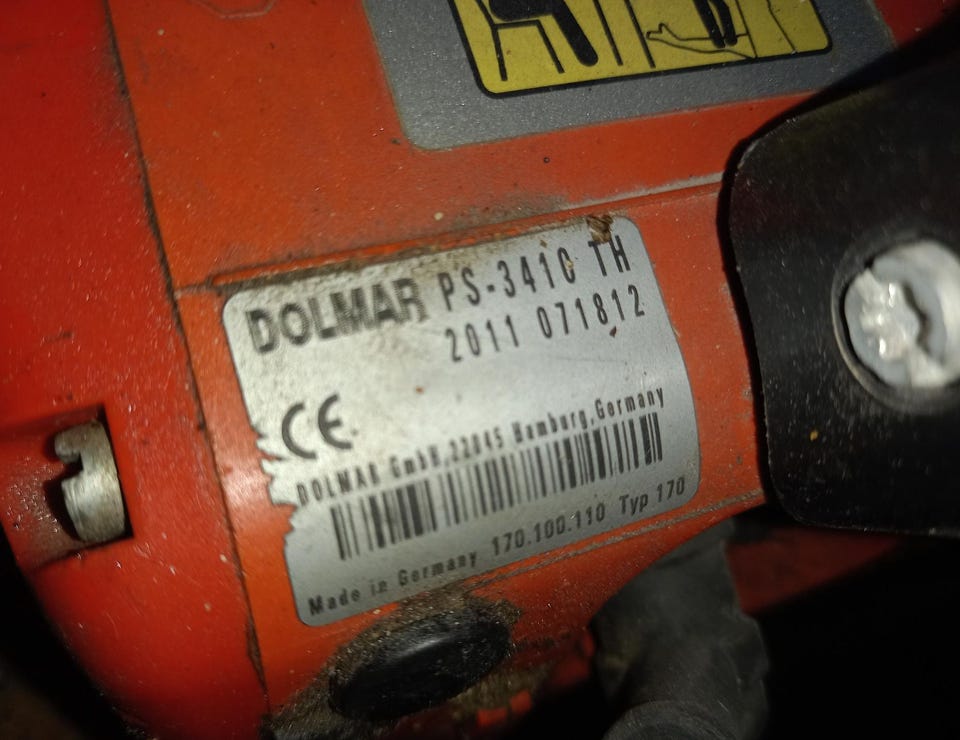 DOLMAR PS-3410 TH
2011 071812
CE
DOLMAR GmbH,22045 Hamburg,Germany
Made in Germany 170.100.110 Typ 170